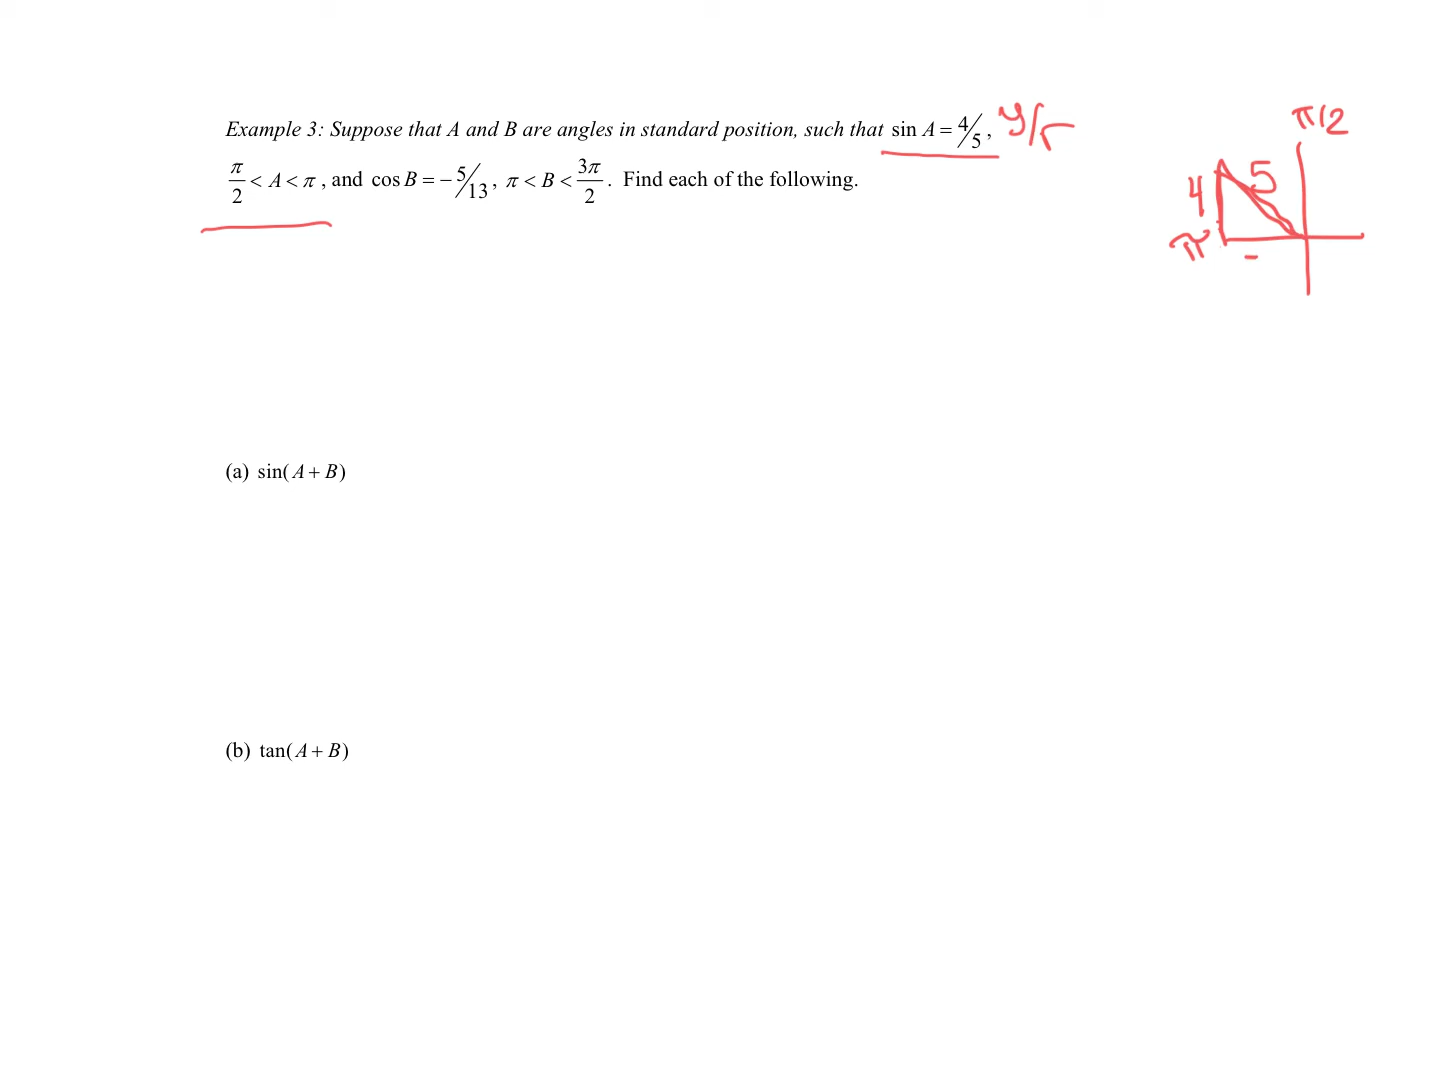 Example 3: Suppose that A and B are angles in standard position, such that sin A = 4/5, y/r
π/2 < A < π, and cos B = −5/13, π < B < 3π/2. Find each of the following.
π/2
4 5
π -
(a) sin(A + B)
(b) tan(A + B)